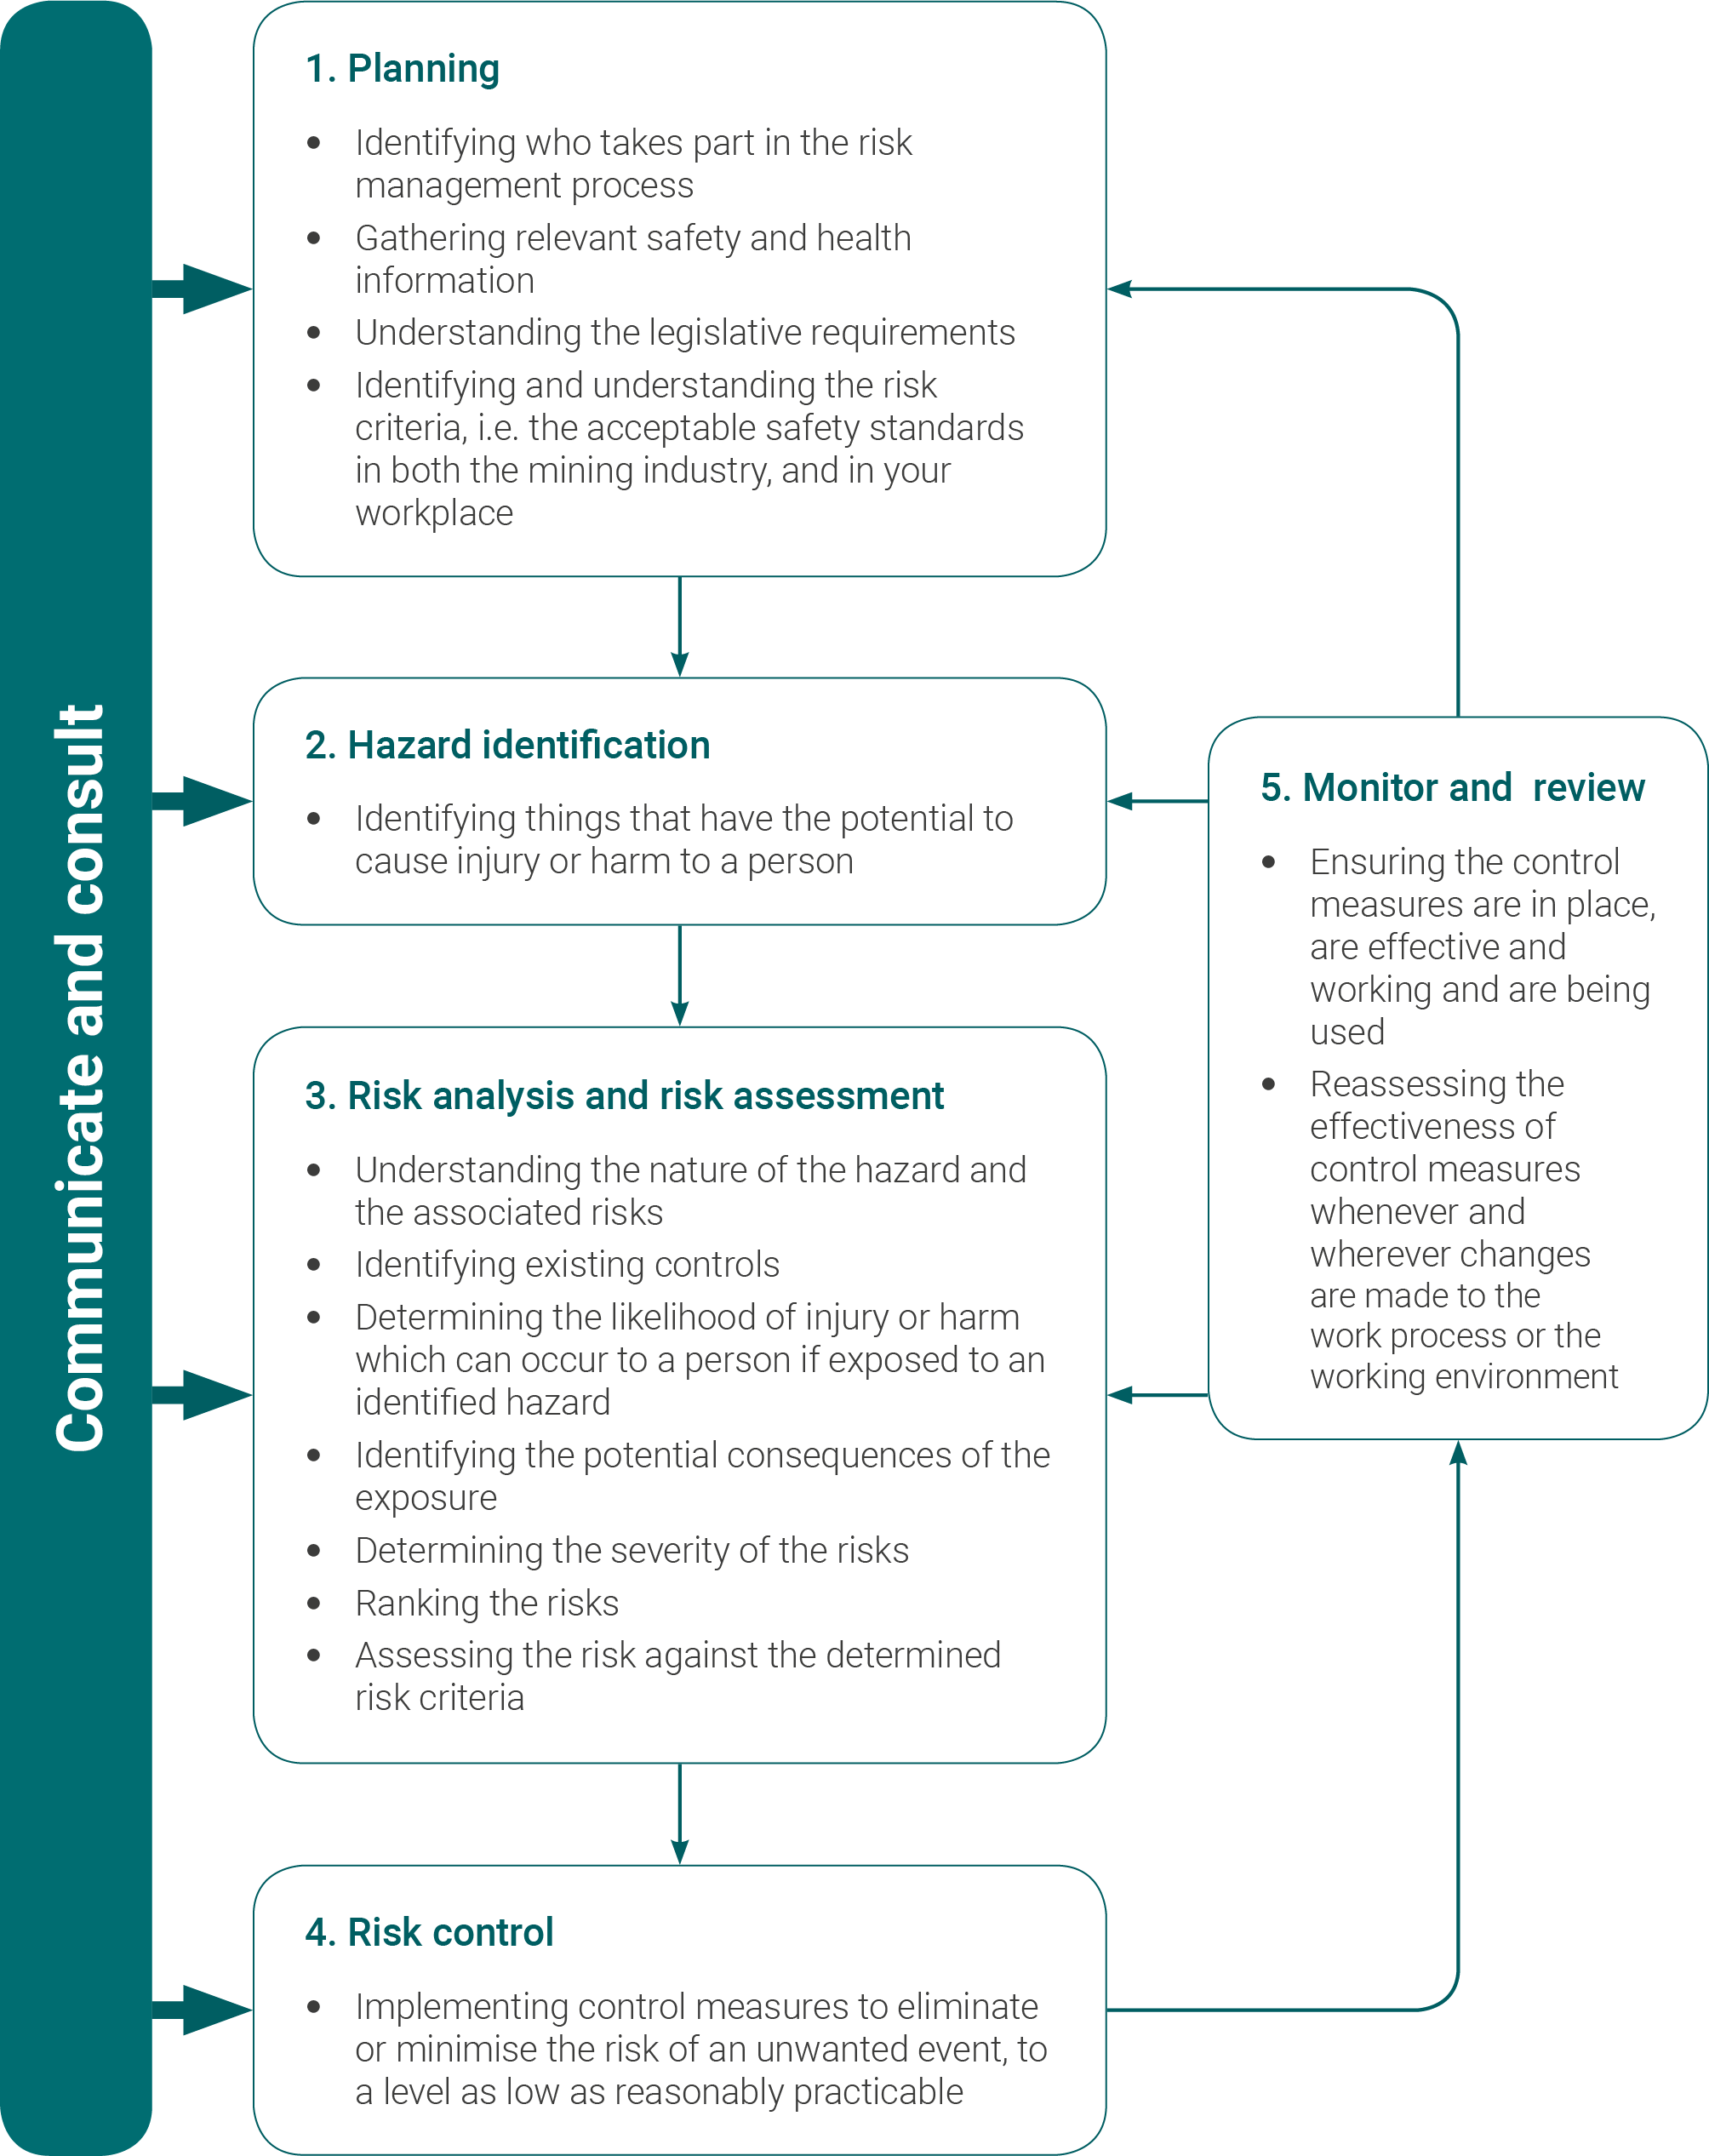 Communicate and consult
1. Planning
• Identifying who takes part in the risk
management process
• Gathering relevant safety and health
information
• Understanding the legislative requirements
• Identifying and understanding the risk
criteria, i.e. the acceptable safety standards
in both the mining industry, and in your
workplace
2. Hazard identification
• Identifying things that have the potential to
cause injury or harm to a person
3. Risk analysis and risk assessment
• Understanding the nature of the hazard and
the associated risks
• Identifying existing controls
• Determining the likelihood of injury or harm
which can occur to a person if exposed to an
identified hazard
• Identifying the potential consequences of the
exposure
• Determining the severity of the risks
• Ranking the risks
• Assessing the risk against the determined
risk criteria
4. Risk control
• Implementing control measures to eliminate
or minimise the risk of an unwanted event, to
a level as low as reasonably practicable
5. Monitor and  review
• Ensuring the control
measures are in place,
are effective and
working and are being
used
• Reassessing the
effectiveness of
control measures
whenever and
wherever changes
are made to the
work process or the
working environment